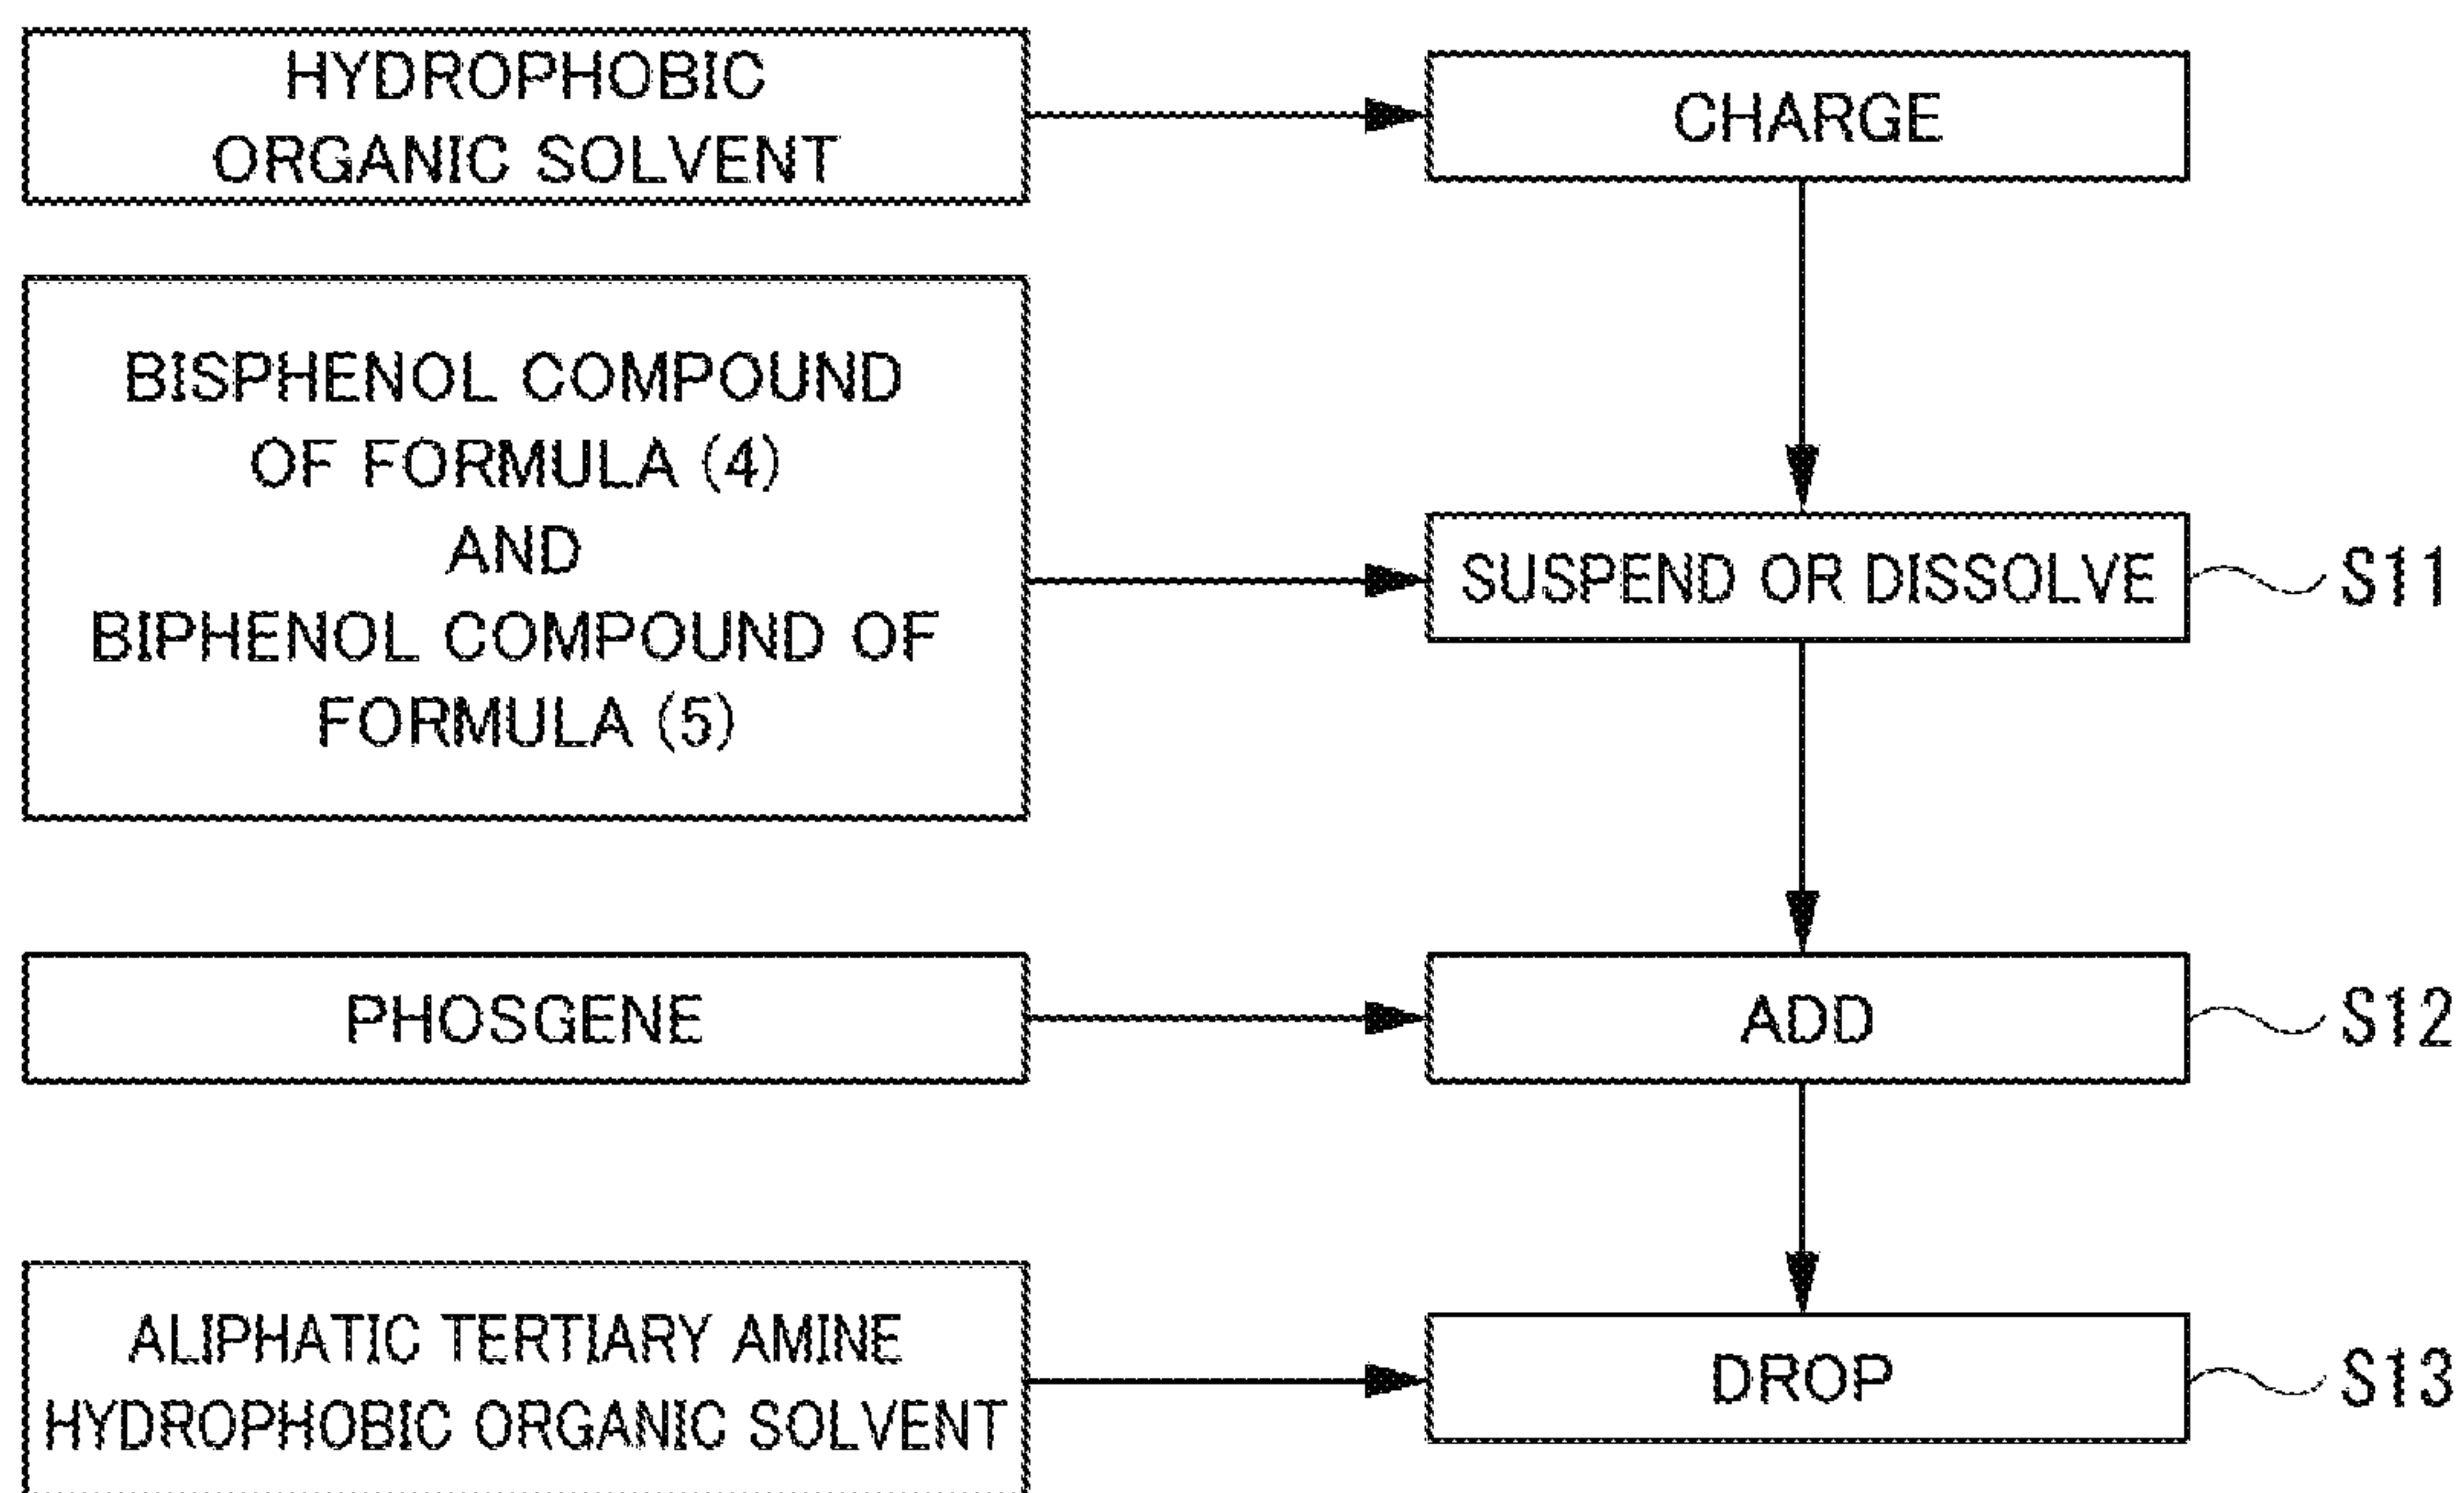 HYDROPHOBIC
ORGANIC SOLVENT
CHARGE
BISPHENOL COMPOUND
OF FORMULA (4)
AND
BIPHENOL COMPOUND OF
FORMULA (5)
SUSPEND OR DISSOLVE
S11
PHOSGENE
ADD
S12
ALIPHATIC TERTIARY AMINE
HYDROPHOBIC ORGANIC SOLVENT
DROP
S13